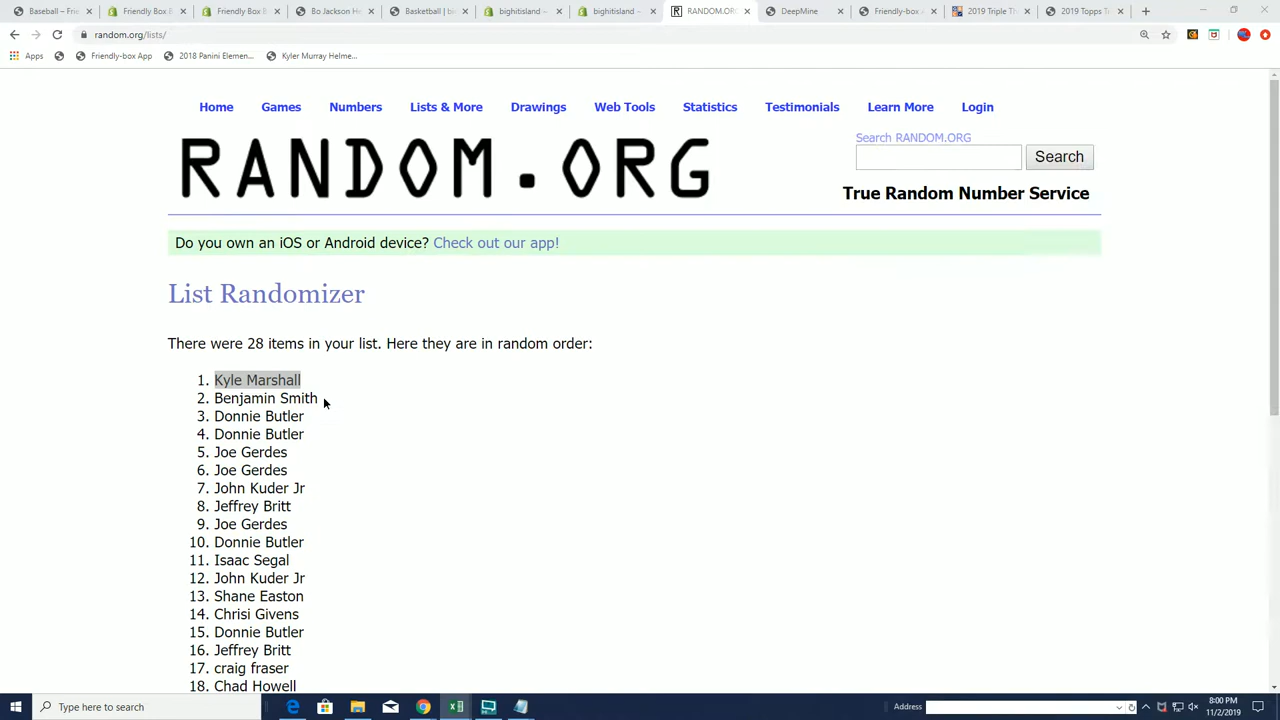 Baseball – Frie
Friendly Box B
Friendly Box B
Bo Jackson He
Basketball | bi
bighitisland –
bighitisland –
RANDOM.ORG
DeepMine
Friendly-box
2019 Triple Th
2019 Topps T
random.org/lists/
Apps
Friendly-box App
2018 Panini Elemen...
Kyler Murray Helme...
Home
Games
Numbers
Lists & More
Drawings
Web Tools
Statistics
Testimonials
Learn More
Login
RANDOM.ORG
Search RANDOM.ORG
Search
True Random Number Service
Do you own an iOS or Android device? Check out our app!
List Randomizer
There were 28 items in your list. Here they are in random order:
1. Kyle Marshall
2. Benjamin Smith
3. Donnie Butler
4. Donnie Butler
5. Joe Gerdes
6. Joe Gerdes
7. John Kuder Jr
8. Jeffrey Britt
9. Joe Gerdes
10. Donnie Butler
11. Isaac Segal
12. John Kuder Jr
13. Shane Easton
14. Chrisi Givens
15. Donnie Butler
16. Jeffrey Britt
17. craig fraser
18. Chad Howell
Type here to search
Address
8:00 PM
11/2/2019